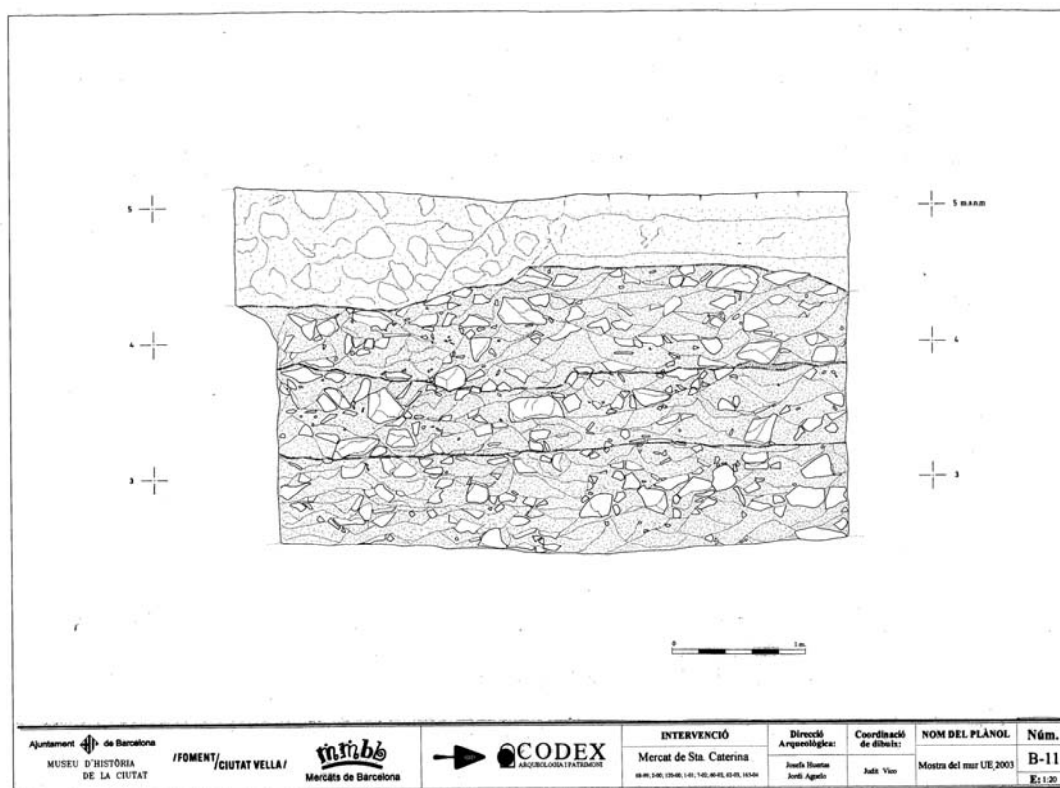 5
5 m.s.n.m
4
4
3
3
0 1 m.
Ajuntament de Barcelona
MUSEU D'HISTÒRIA
DE LA CIUTAT
/FOMENT/CIUTAT VELLA/
Mercats de Barcelona
CODEX
ARQUEOLOGIA I PATRIMONI
INTERVENCIÓ
Mercat de Sta. Caterina
Direcció
Arqueològica:
Josefa Huertas
Jordi Aguelo
Coordinació
de dibuix:
Judit Vico
NOM DEL PLÀNOL
Mostra del mur UE 2003
Núm.
B-11
E: 1:20